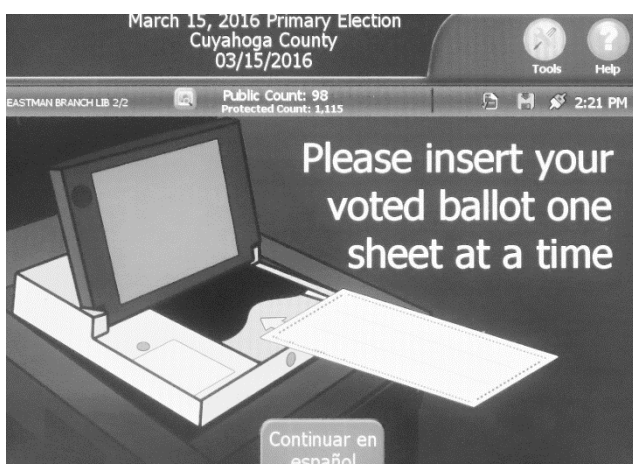 March 15, 2016 Primary Election
Cuyahoga County
03/15/2016
Tools
Help
EASTMAN BRANCH LIB 2/2
Public Count: 98
Protected Count: 1,115
2:21 PM
Please insert your
voted ballot one
sheet at a time
Continuar en
español